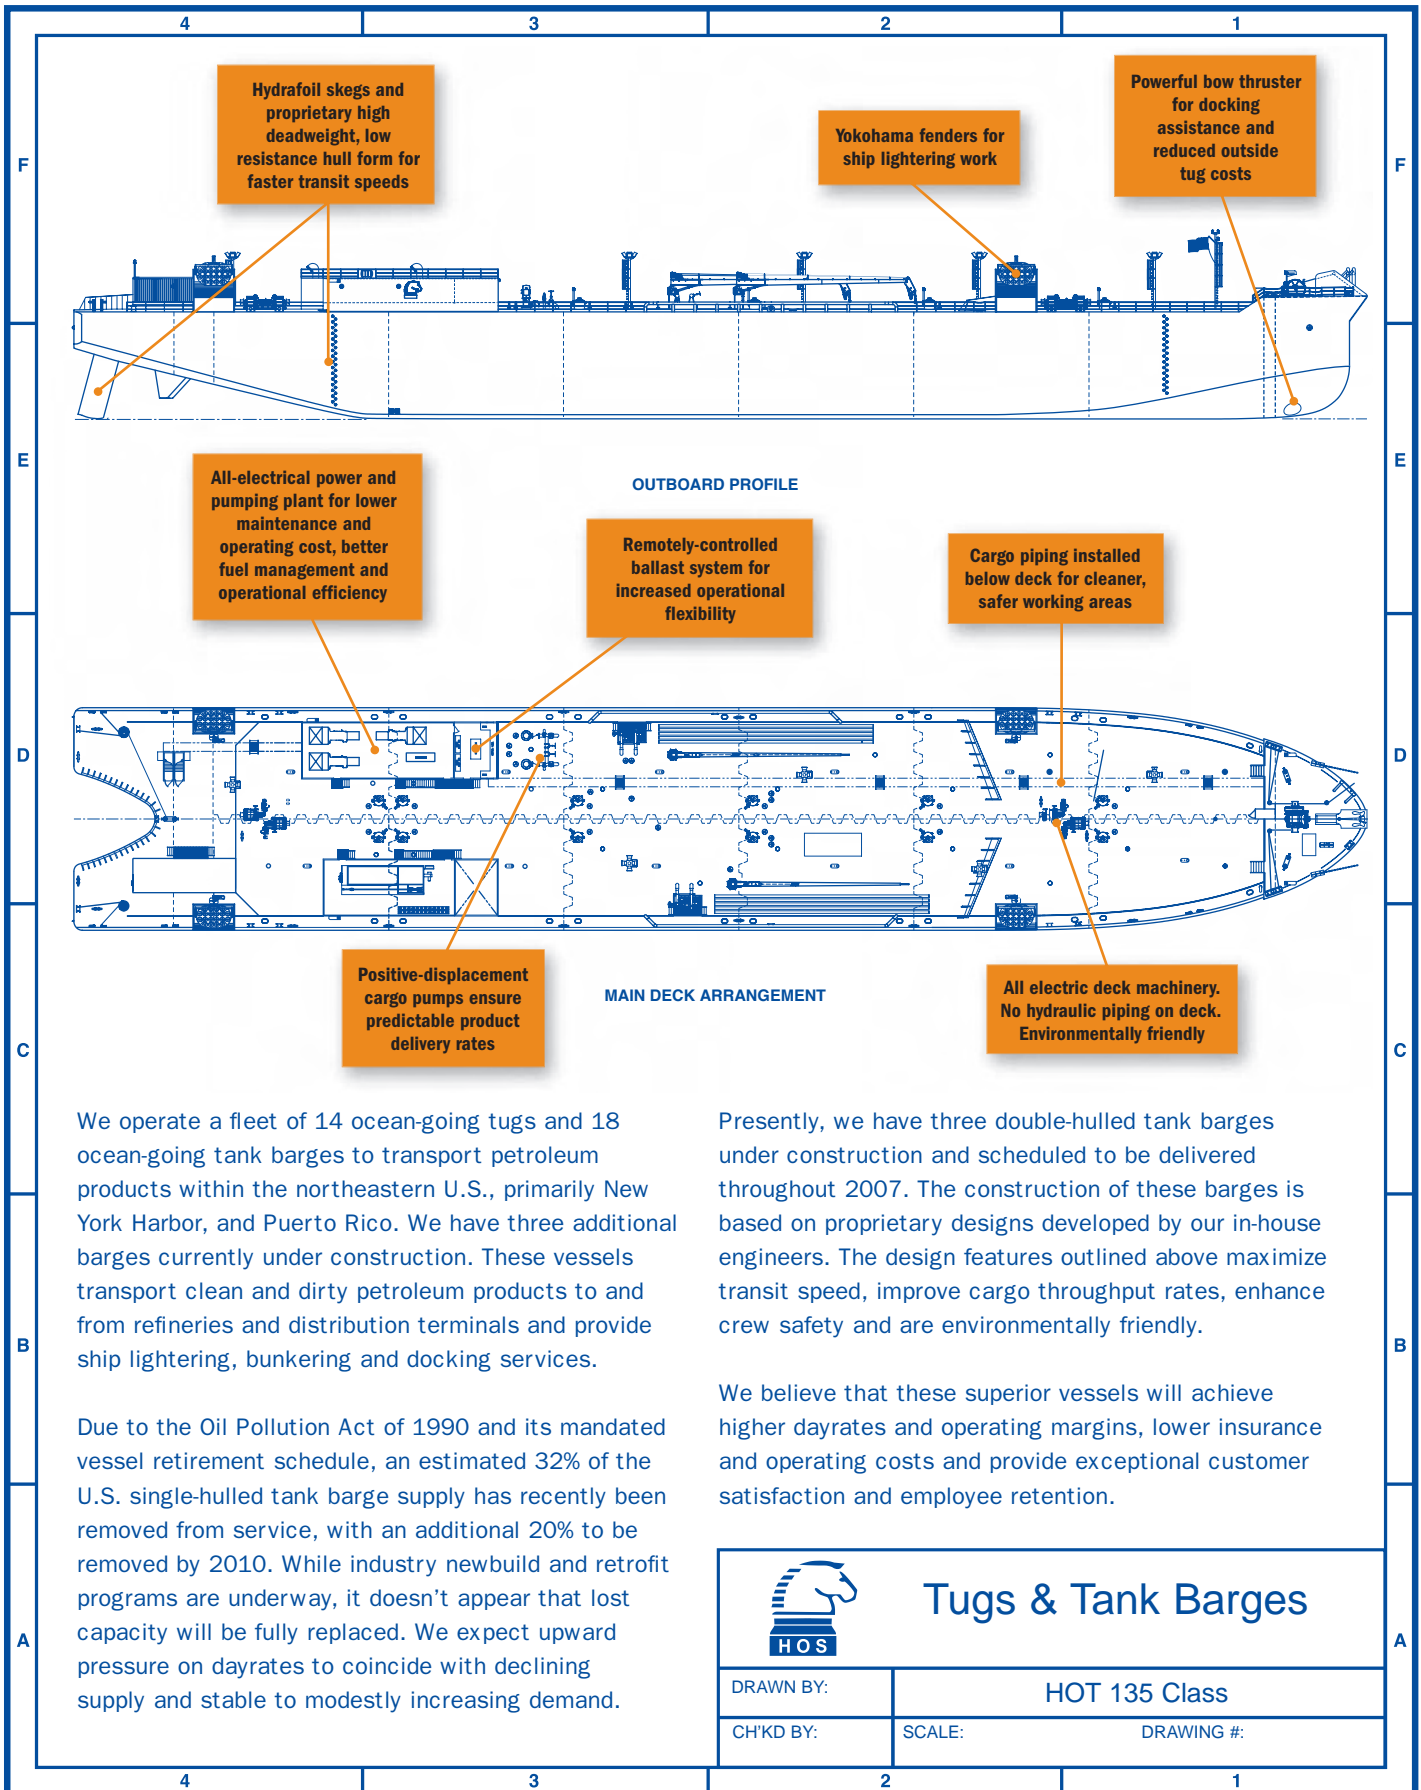 4 3 2 1
Hydrafoil skegs and
proprietary high
deadweight, low
resistance hull form for
faster transit speeds
Yokohama fenders for
ship lightering work
Powerful bow thruster
for docking
assistance and
reduced outside
tug costs
F F
E E
OUTBOARD PROFILE
All-electrical power and
pumping plant for lower
maintenance and
operating cost, better
fuel management and
operational efficiency
Remotely-controlled
ballast system for
increased operational
flexibility
Cargo piping installed
below deck for cleaner,
safer working areas
D D
Positive-displacement
cargo pumps ensure
predictable product
delivery rates
MAIN DECK ARRANGEMENT
All electric deck machinery.
No hydraulic piping on deck.
Environmentally friendly
C C
We operate a fleet of 14 ocean-going tugs and 18
ocean-going tank barges to transport petroleum
products within the northeastern U.S., primarily New
York Harbor, and Puerto Rico. We have three additional
barges currently under construction. These vessels
transport clean and dirty petroleum products to and
from refineries and distribution terminals and provide
ship lightering, bunkering and docking services.
Due to the Oil Pollution Act of 1990 and its mandated
vessel retirement schedule, an estimated 32% of the
U.S. single-hulled tank barge supply has recently been
removed from service, with an additional 20% to be
removed by 2010. While industry newbuild and retrofit
programs are underway, it doesn't appear that lost
capacity will be fully replaced. We expect upward
pressure on dayrates to coincide with declining
supply and stable to modestly increasing demand.
Presently, we have three double-hulled tank barges
under construction and scheduled to be delivered
throughout 2007. The construction of these barges is
based on proprietary designs developed by our in-house
engineers. The design features outlined above maximize
transit speed, improve cargo throughput rates, enhance
crew safety and are environmentally friendly.
We believe that these superior vessels will achieve
higher dayrates and operating margins, lower insurance
and operating costs and provide exceptional customer
satisfaction and employee retention.
B B
A A
HOS
Tugs & Tank Barges
DRAWN BY:
HOT 135 Class
CH'KD BY:
SCALE:
DRAWING #:
4 3 2 1